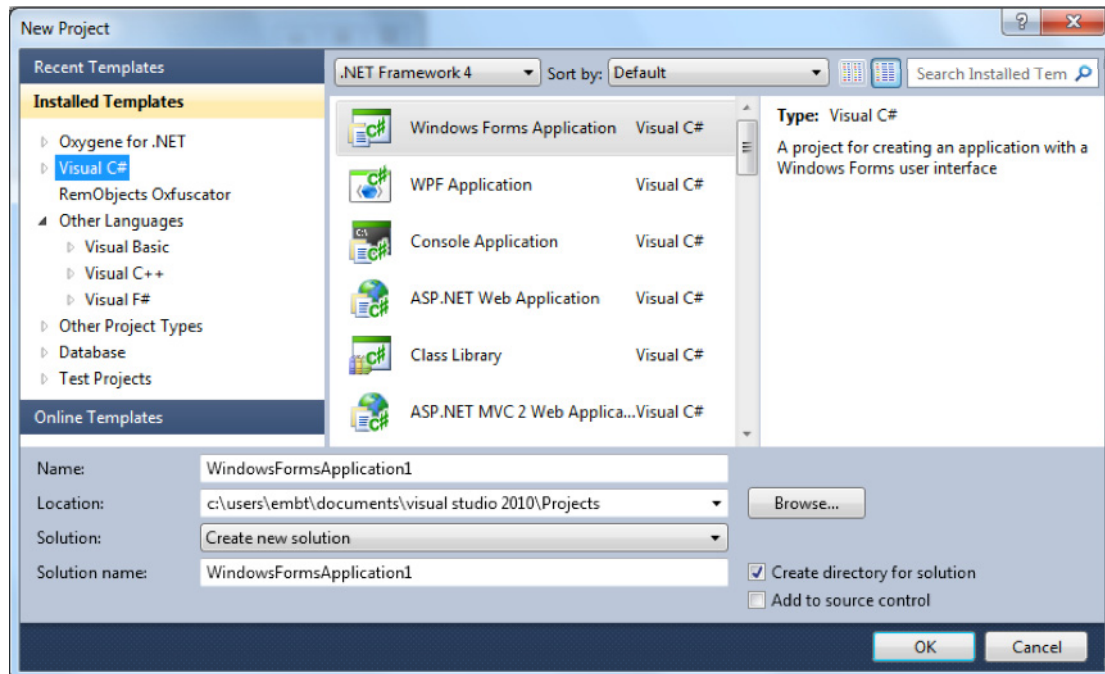 New Project
Recent Templates
.NET Framework 4
Sort by: Default
Search Installed Tem
Installed Templates
Oxygene for .NET
Visual C#
RemObjects Oxfuscator
Other Languages
Visual Basic
Visual C++
Visual F#
Other Project Types
Database
Test Projects
Online Templates
Windows Forms Application Visual C#
WPF Application Visual C#
Console Application Visual C#
ASP.NET Web Application Visual C#
Class Library Visual C#
ASP.NET MVC 2 Web Applica...Visual C#
Type: Visual C#
A project for creating an application with a
Windows Forms user interface
Name: WindowsFormsApplication1
Location: c:\users\embt\documents\visual studio 2010\Projects Browse...
Solution: Create new solution
Solution name: WindowsFormsApplication1
Create directory for solution
Add to source control
OK Cancel